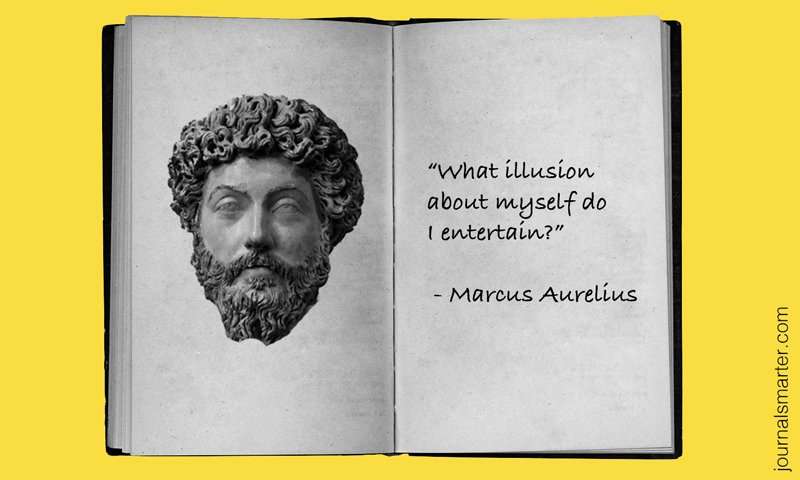 “What illusion
about myself do
I entertain?”
- Marcus Aurelius
journalsmarter.com